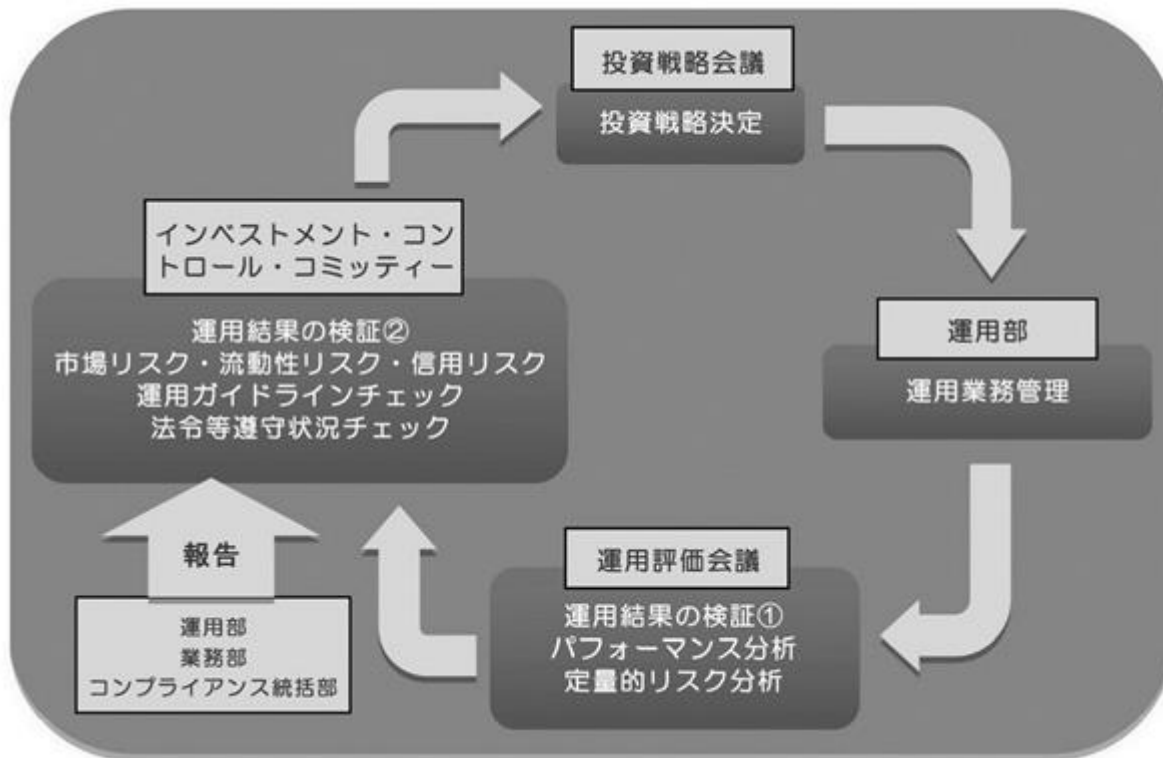 投資戦略会議
投資戦略決定
運用部
運用業務管理
運用評価会議
運用結果の検証①
パフォーマンス分析
定量的リスク分析
インベストメント・コン
トロール・コミッティー
運用結果の検証②
市場リスク・流動性リスク・信用リスク
運用ガイドラインチェック
法令等遵守状況チェック
報告
運用部
業務部
コンプライアンス統括部